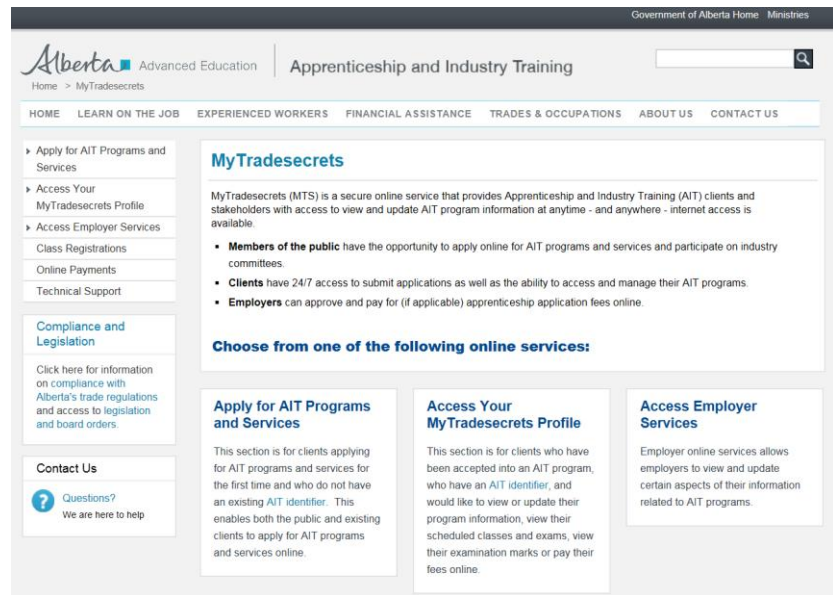 Government of Alberta Home Ministries
Alberta Advanced Education Apprenticeship and Industry Training
Home > MyTradesecrets
HOME LEARN ON THE JOB EXPERIENCED WORKERS FINANCIAL ASSISTANCE TRADES & OCCUPATIONS ABOUT US CONTACT US
Apply for AIT Programs and
Services
Access Your
MyTradesecrets Profile
Access Employer Services
Class Registrations
Online Payments
Technical Support
Compliance and
Legislation
Click here for information
on compliance with
Alberta's trade regulations
and access to legislation
and board orders.
Contact Us
Questions?
We are here to help
MyTradesecrets
MyTradesecrets (MTS) is a secure online service that provides Apprenticeship and Industry Training (AIT) clients and
stakeholders with access to view and update AIT program information at anytime - and anywhere - internet access is
available.
• Members of the public have the opportunity to apply online for AIT programs and services and participate on industry
committees.
• Clients have 24/7 access to submit applications as well as the ability to access and manage their AIT programs.
• Employers can approve and pay for (if applicable) apprenticeship application fees online.
Choose from one of the following online services:
Apply for AIT Programs
and Services
This section is for clients applying
for AIT programs and services for
the first time and who do not have
an existing AIT identifier. This
enables both the public and existing
clients to apply for AIT programs
and services online.
Access Your
MyTradesecrets Profile
This section is for clients who have
been accepted into an AIT program,
who have an AIT identifier, and
would like to view or update their
program information, view their
scheduled classes and exams, view
their examination marks or pay their
fees online.
Access Employer
Services
Employer online services allows
employers to view and update
certain aspects of their information
related to AIT programs.